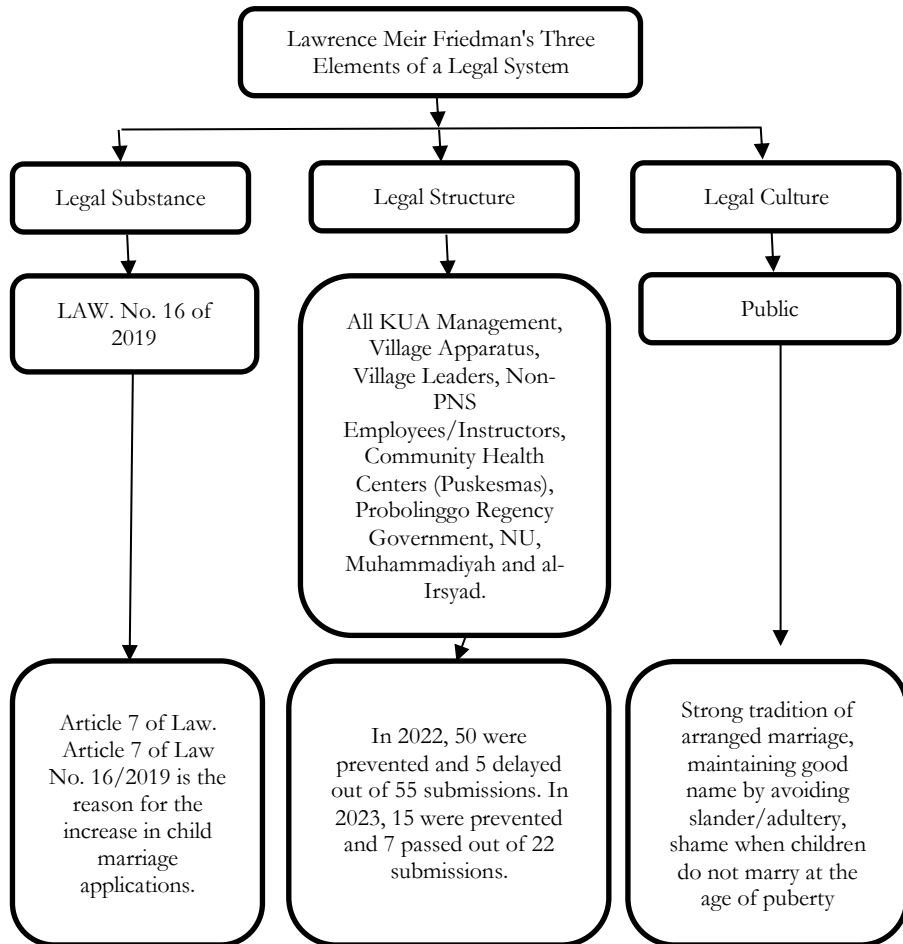 Lawrence Meir Friedman's Three
Elements of a Legal System
Legal Substance
Legal Structure
Legal Culture
LAW. No. 16 of
2019
All KUA Management,
Village Apparatus,
Village Leaders, Non-
PNS
Employees/Instructors,
Community Health
Centers (Puskesmas),
Probolinggo Regency
Government, NU,
Muhammadiyah and al-
Irsyad.
Public
Article 7 of Law.
Article 7 of Law
No. 16/2019 is the
reason for the
increase in child
marriage
applications.
In 2022, 50 were
prevented and 5 delayed
out of 55 submissions. In
2023, 15 were prevented
and 7 passed out of 22
submissions.
Strong tradition of
arranged marriage,
maintaining good
name by avoiding
slander/adultery,
shame when children
do not marry at the
age of puberty